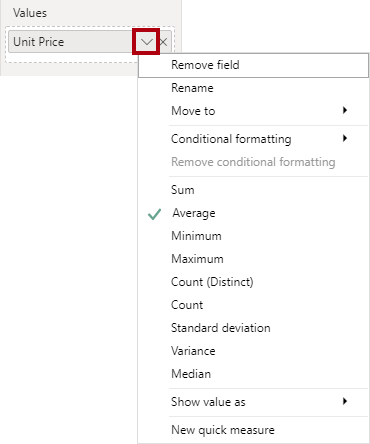 Values
Unit Price
Remove field
Rename
Move to
Conditional formatting
Remove conditional formatting
Sum
Average
Minimum
Maximum
Count (Distinct)
Count
Standard deviation
Variance
Median
Show value as
New quick measure